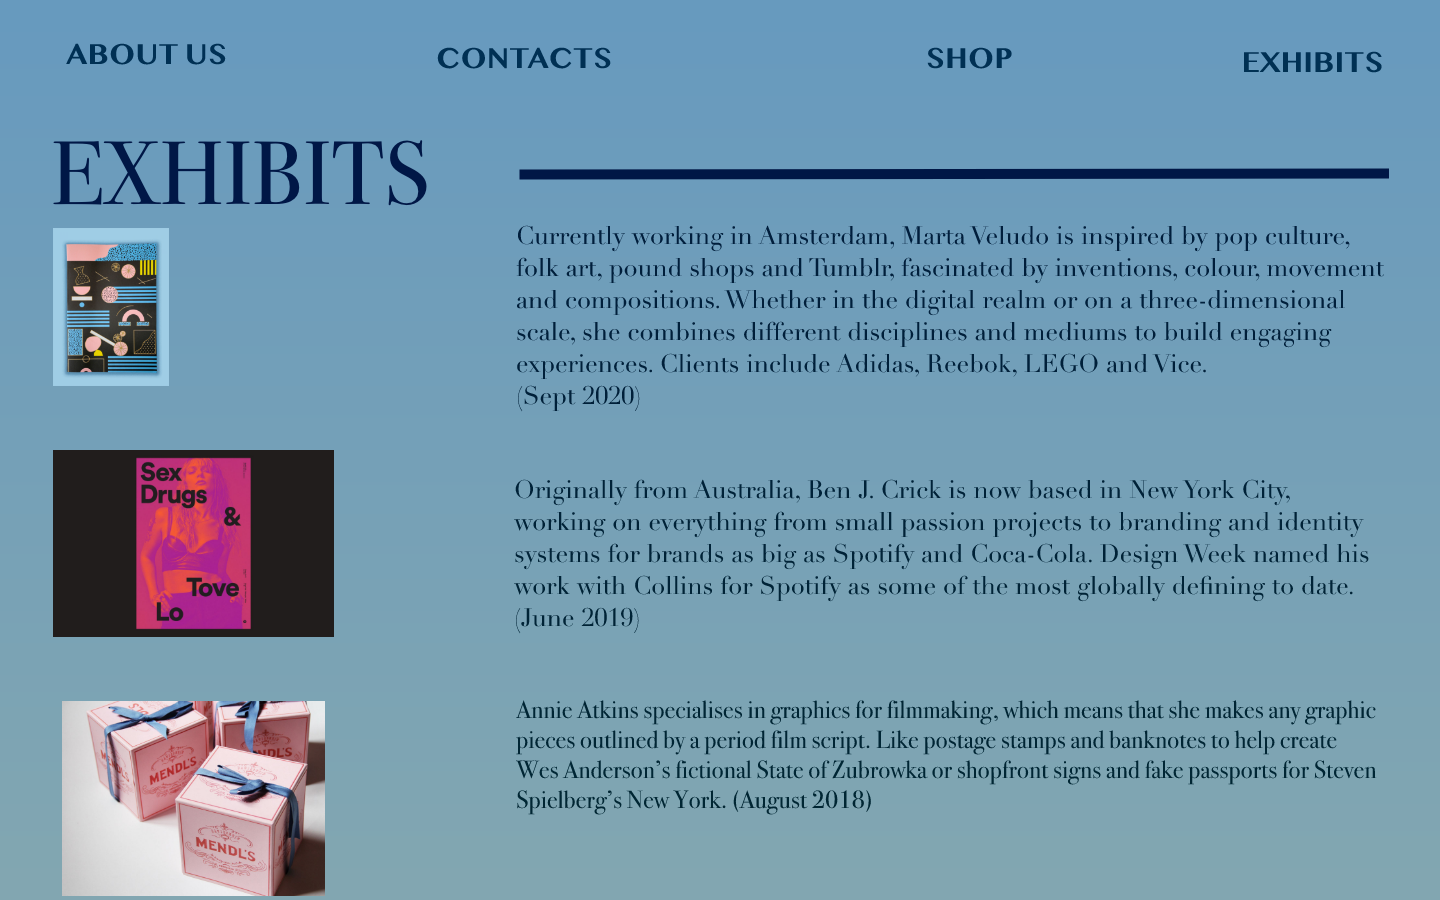 ABOUT US
CONTACTS
SHOP
EXHIBITS
EXHIBITS
Currently working in Amsterdam, Marta Veludo is inspired by pop culture,
folk art, pound shops and Tumblr, fascinated by inventions, colour, movement
and compositions. Whether in the digital realm or on a three-dimensional
scale, she combines different disciplines and mediums to build engaging
experiences. Clients include Adidas, Reebok, LEGO and Vice.
(Sept 2020)
Sex
Drugs
&
Tove
Lo
Originally from Australia, Ben J. Crick is now based in New York City,
working on everything from small passion projects to branding and identity
systems for brands as big as Spotify and Coca-Cola. Design Week named his
work with Collins for Spotify as some of the most globally defining to date.
(June 2019)
MENDL'S
MENDL'S
Annie Atkins specialises in graphics for filmmaking, which means that she makes any graphic
pieces outlined by a period film script. Like postage stamps and banknotes to help create
Wes Anderson’s fictional State of Zubrowka or shopfront signs and fake passports for Steven
Spielberg’s New York. (August 2018)